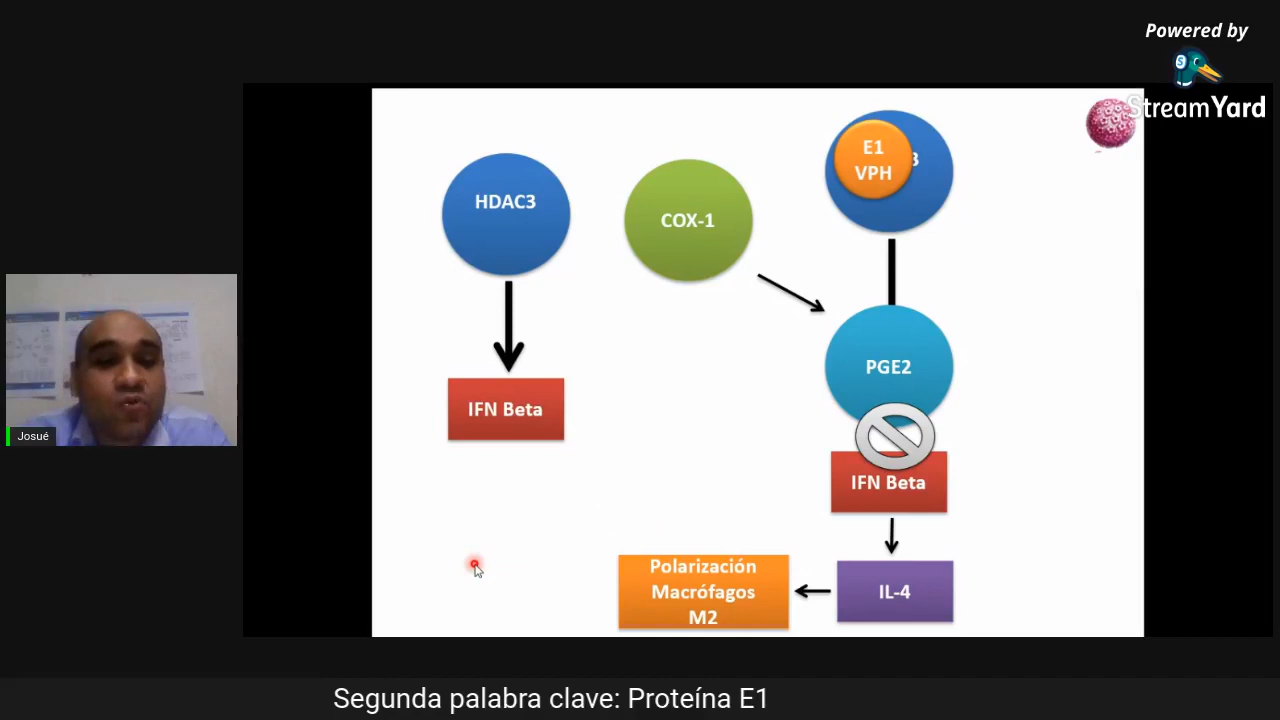 Powered by
StreamYard
HDAC3
COX-1
E1
VPH
3
PGE2
IFN Beta
IFN Beta
IL-4
Polarización
Macrófagos
M2
Josué
Segunda palabra clave: Proteína E1